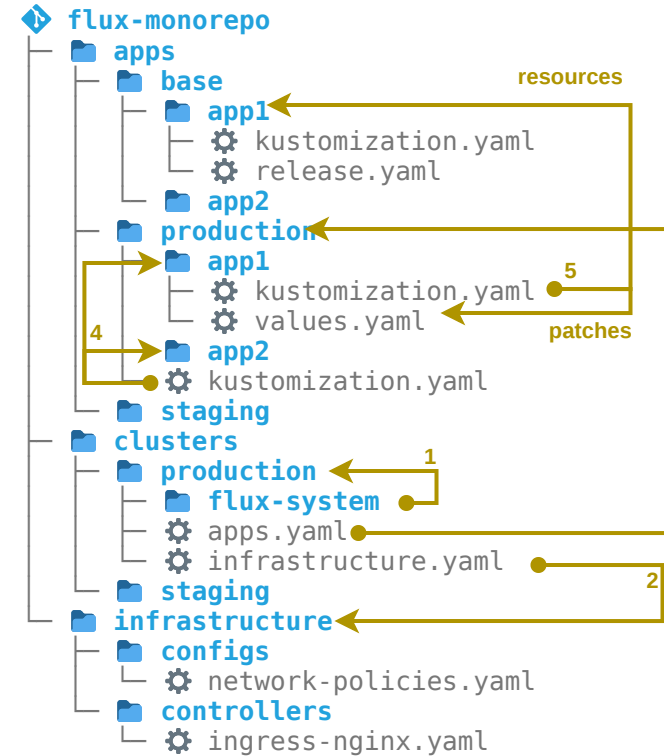 flux-monorepo
apps
base
resources
app1
kustomization.yaml
release.yaml
app2
production
app1
5
kustomization.yaml
values.yaml
4
patches
app2
kustomization.yaml
staging
clusters
production
1
flux-system
apps.yaml
infrastructure.yaml
2
staging
infrastructure
configs
network-policies.yaml
controllers
ingress-nginx.yaml